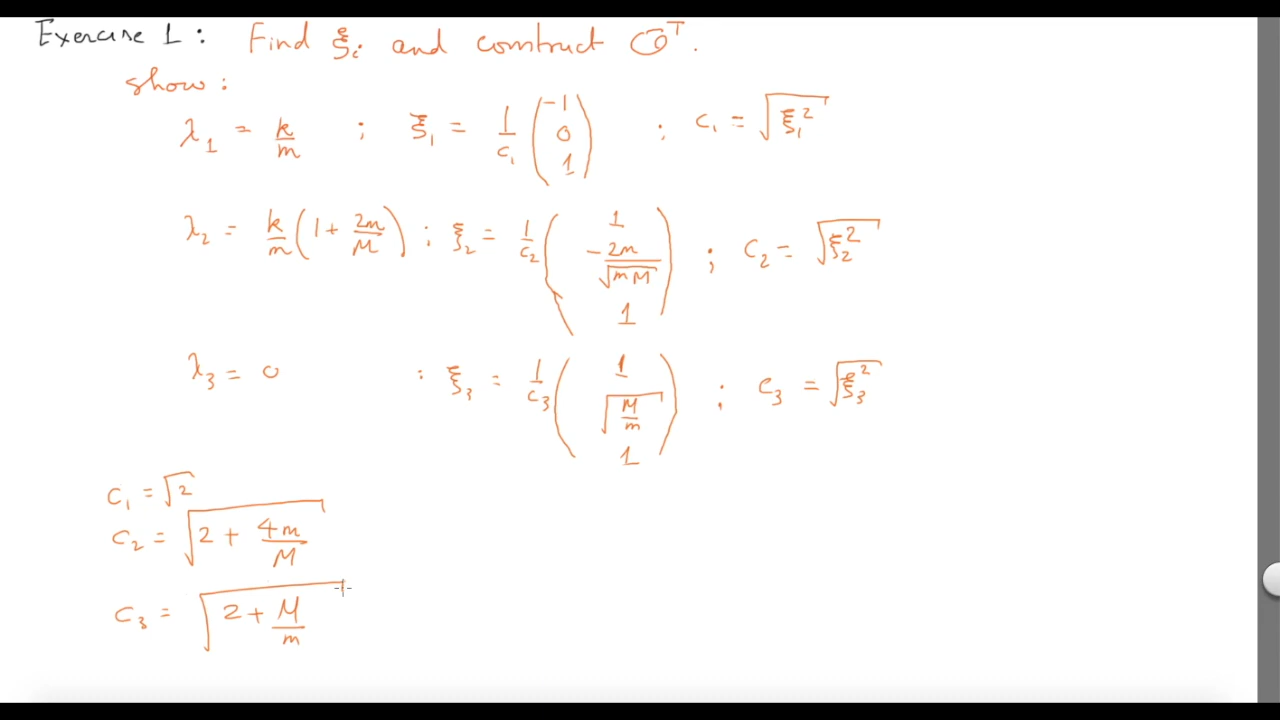 Exercise 1: Find ξᵢ and construct Oᵀ.
show:
λ₁ = k/m ; ξ₁ = 1/c₁ (-1 0 1) ; c₁ = √ξ₁²
λ₂ = k/m (1 + 2m/M) ; ξ₂ = 1/c₂ (1 -2m/√mM 1) ; c₂ = √ξ₂²
λ₃ = 0 : ξ₃ = 1/c₃ (1 √M/m 1) ; c₃ = √ξ₃²
c₁ = √2
c₂ = √(2 + 4m/M)
c₃ = √(2 + M/m)